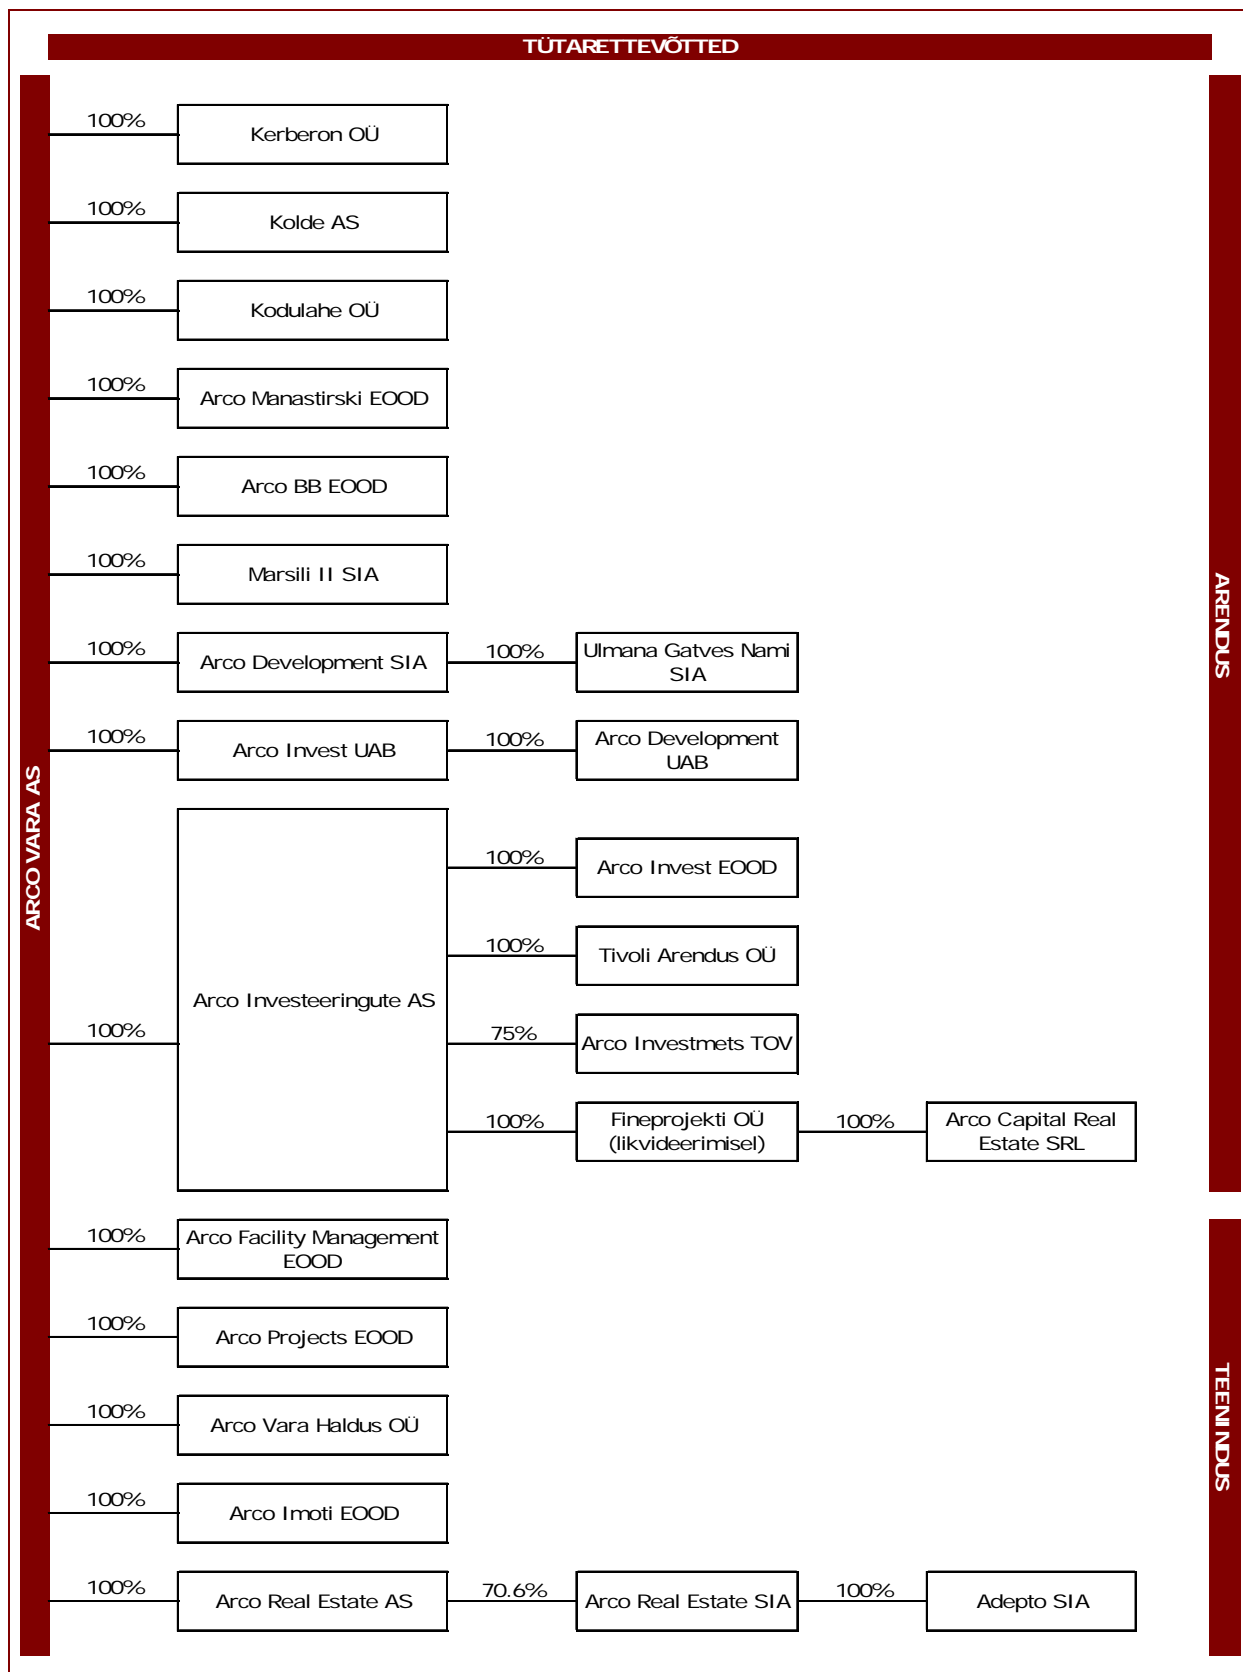 TÜTARETTEVÕTTED
ARCO VARA AS
ARENDUS
100%
Kerberon OÜ
100%
Kolde AS
100%
Kodulahe OÜ
100%
Arco Manastirski EOOD
100%
Arco BB EOOD
100%
Marsili II SIA
100%
Arco Development SIA
100%
Ulmana Gatves Nami
SIA
100%
Arco Invest UAB
100%
Arco Development
UAB
100%
Arco Investeeringute AS
100%
Arco Invest EOOD
100%
Tivoli Arendus OÜ
75%
Arco Investmets TOV
100%
Fineprojekti OÜ
(likvideerimisel)
100%
Arco Capital Real
Estate SRL
TEENINDUS
100%
Arco Facility Management
EOOD
100%
Arco Projects EOOD
100%
Arco Vara Haldus OÜ
100%
Arco Imoti EOOD
100%
Arco Real Estate AS
70.6%
Arco Real Estate SIA
100%
Adepto SIA